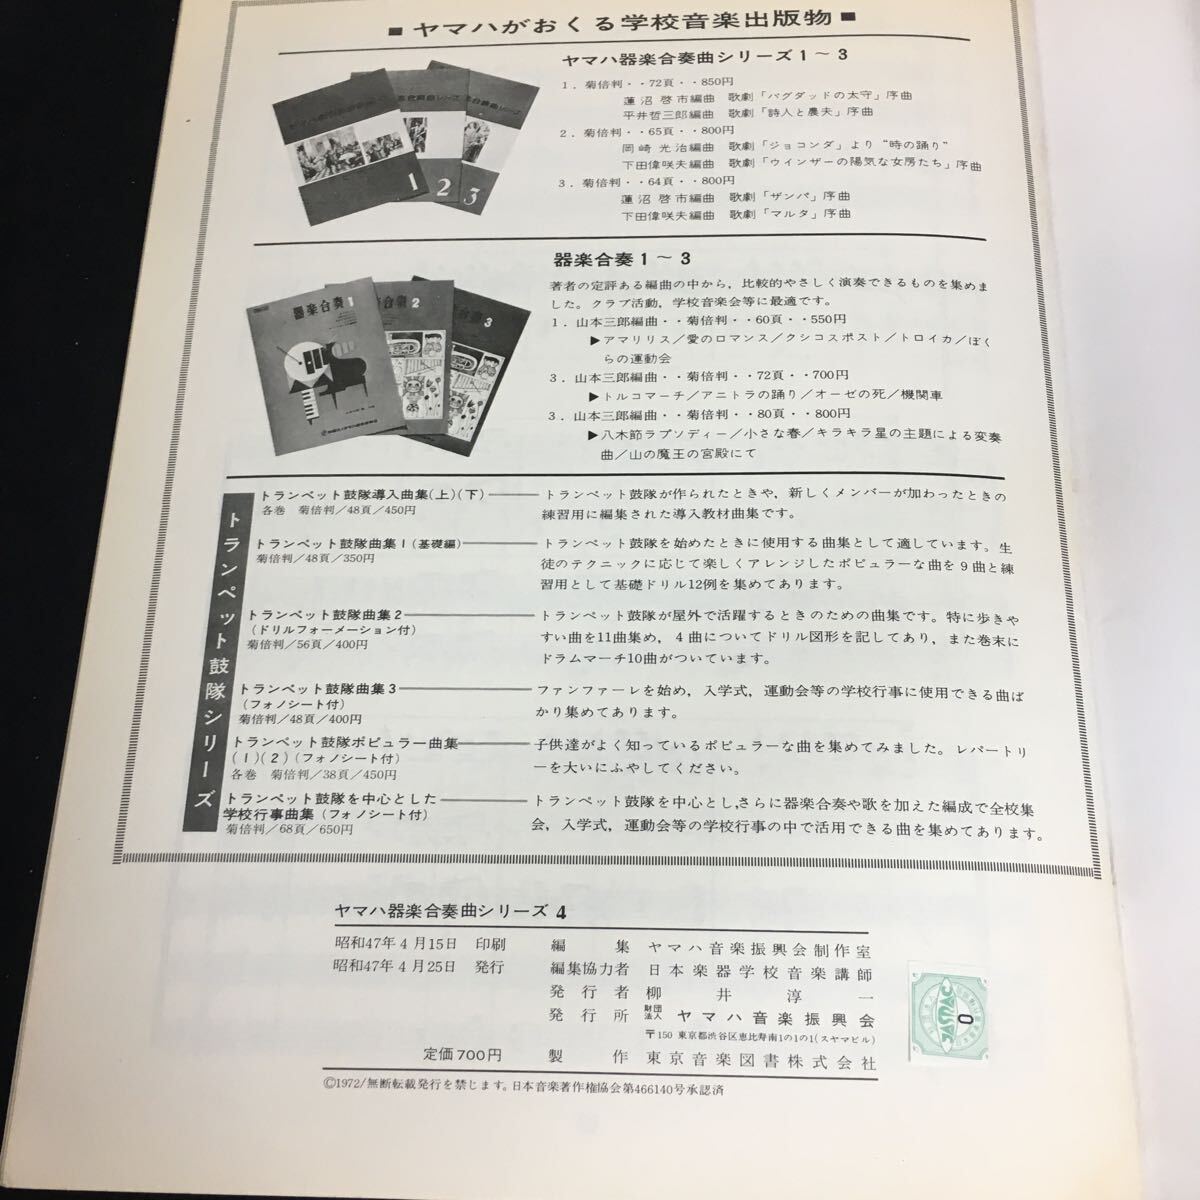 ■ ヤマハがおくる学校音楽出版物 ■
ヤマハ器楽合奏曲シリーズ1～3
1．菊倍判・・72頁・・850円
蓮沼啓市編曲　歌劇「バグダッドの太守」序曲
平井哲三郎編曲　歌劇「詩人と農夫」序曲
2．菊倍判・・65頁・・800円
岡崎光治編曲　歌劇「ジョコンダ」より“時の踊り”
下田偉咲夫編曲　歌劇「ウインザーの陽気な女房たち」序曲
3．菊倍判・・64頁・・800円
蓮沼啓市編曲　歌劇「ザンパ」序曲
下田偉咲夫編曲　歌劇「マルタ」序曲
1
2
3
器楽合奏1～3
著者の定評ある編曲の中から，比較的やさしく演奏できるものを集めま
した。クラブ活動，学校音楽会等に最適です。
1．山本三郎編曲・・菊倍判・・60頁・・550円
▶アマリリス／愛のロマンス／クシコスポスト／トロイカ／ぼく
らの運動会
3．山本三郎編曲・・菊倍判・・72頁・・700円
▶トルコマーチ／アニトラの踊り／オーゼの死／機関車
3．山本三郎編曲・・菊倍判・・80頁・・800円
▶八木節ラプソディー／小さな春／キラキラ星の主題による変奏
曲／山の魔王の宮殿にて
器楽合奏1
合奏2
合奏3
トランペット鼓隊シリーズ
トランペット鼓隊導入曲集(上)(下)
各巻　菊倍判／48頁／450円
トランペット鼓隊が作られたときや，新しくメンバーが加わったときの
練習用に編集された導入教材曲集です。
トランペット鼓隊曲集1(基礎編)
菊倍判／48頁／350円
トランペット鼓隊を始めたときに使用する曲集として適しています。生
徒のテクニックに応じて楽しくアレンジしたポピュラーな曲を9曲と練
習用として基礎ドリル12例を集めてあります。
トランペット鼓隊曲集2
(ドリルフォーメーション付)
菊倍判／56頁／400円
トランペット鼓隊が屋外で活躍するときのための曲集です。特に歩きや
すい曲を11曲集め，4曲についてドリル図形を記してあり，また巻末に
ドラムマーチ10曲がついています。
トランペット鼓隊曲集3
(フォノシート付)
菊倍判／48頁／400円
ファンファーレを始め，入学式，運動会等の学校行事に使用できる曲ば
かり集めてあります。
トランペット鼓隊ポピュラー曲集
(1)(2)(フォノシート付)
各巻　菊倍判／38頁／450円
子供達がよく知っているポピュラーな曲を集めてみました。レパートリ
ーを大いにふやしてください。
トランペット鼓隊を中心とした
学校行事曲集(フォノシート付)
菊倍判／68頁／650円
トランペット鼓隊を中心とし，さらに器楽合奏や歌を加えた編成で全校集
会，入学式，運動会等の学校行事の中で活用できる曲を集めてあります。
ヤマハ器楽合奏曲シリーズ 4
昭和47年4月15日　印刷
昭和47年4月25日　発行
定価700円
編集　ヤマハ音楽振興会制作室
編集協力者　日本楽器学校音楽講師
発行者　柳井淳一
発行所　財団法人　ヤマハ音楽振興会
〒150 東京都渋谷区恵比寿南1の1の1(スヤマビル)
製作　東京音楽図書株式会社
©1972／無断転載発行を禁じます。日本音楽著作権協会第466140号承認済
JASRAC
0